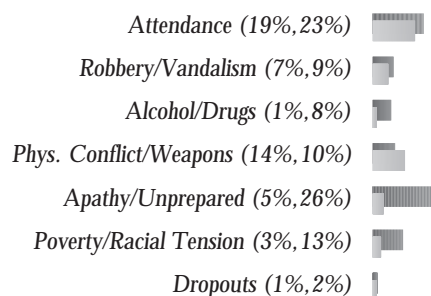 Attendance (19%,23%)
Robbery/Vandalism (7%,9%)
Alcohol/Drugs (1%,8%)
Phys. Conflict/Weapons (14%,10%)
Apathy/Unprepared (5%,26%)
Poverty/Racial Tension (3%,13%)
Dropouts (1%,2%)